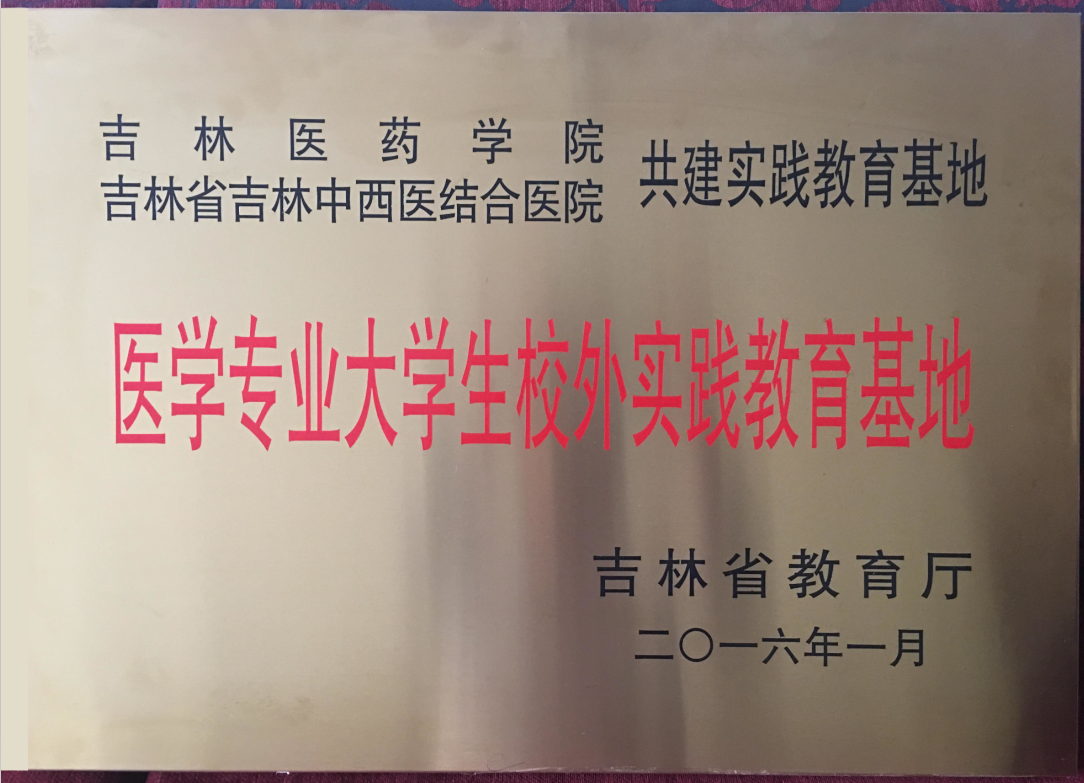 吉林医药学院
吉林省吉林中西医结合医院
共建实践教育基地
医学专业大学生校外实践教育基地
吉林省教育厅
二〇一六年一月